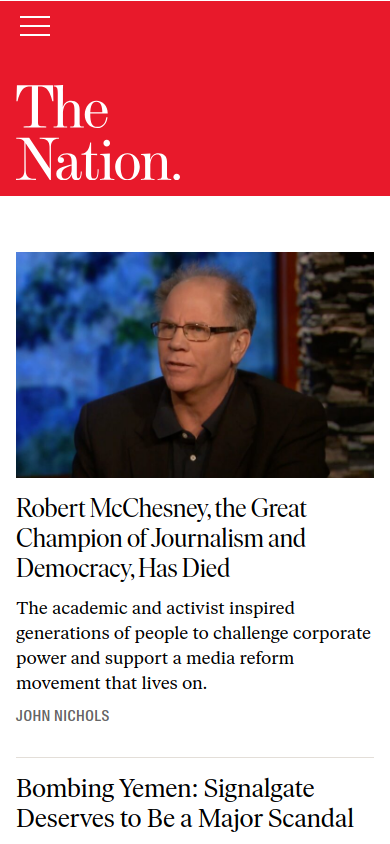 The
Nation.
Robert McChesney, the Great
Champion of Journalism and
Democracy, Has Died
The academic and activist inspired
generations of people to challenge corporate
power and support a media reform
movement that lives on.
JOHN NICHOLS
Bombing Yemen: Signalgate
Deserves to Be a Major Scandal